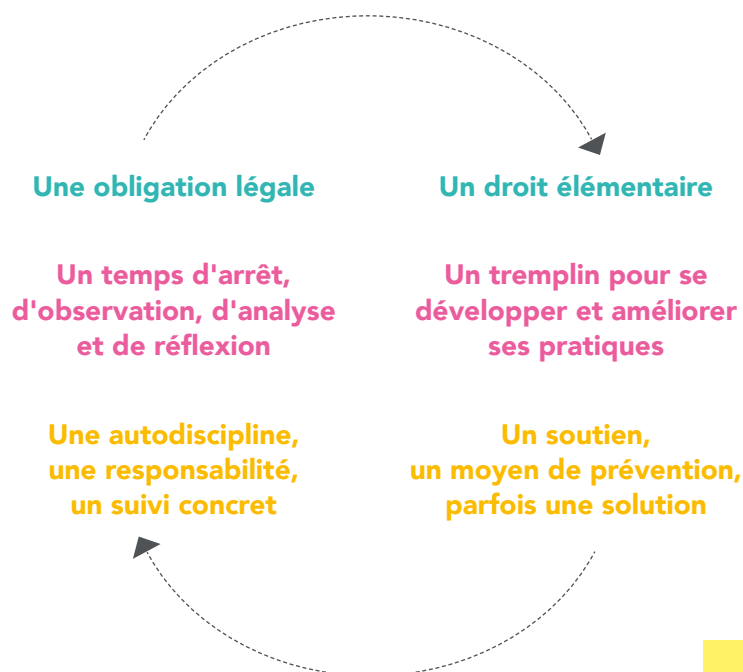 Une obligation légale
Un droit élémentaire
Un temps d'arrêt,
d'observation, d'analyse
et de réflexion
Un tremplin pour se
développer et améliorer
ses pratiques
Une autodiscipline,
une responsabilité,
un suivi concret
Un soutien,
un moyen de prévention,
parfois une solution